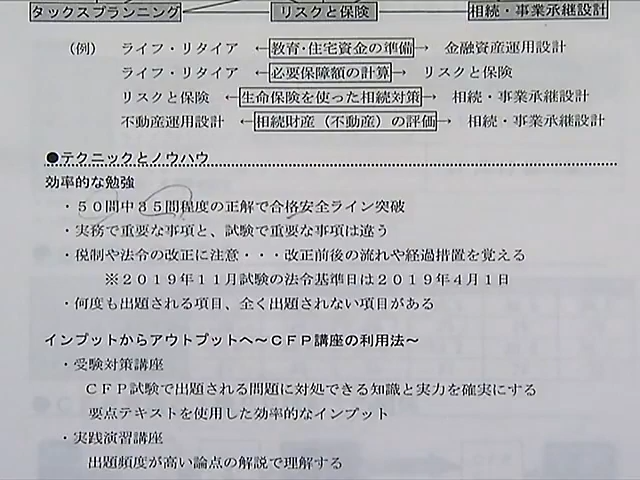 タックスプランニング リスクと保険 相続・事業承継設計
(例) ライフ・リタイア ←教育・住宅資金の準備→ 金融資産運用設計
ライフ・リタイア ←必要保障額の計算→ リスクと保険
リスクと保険 ←生命保険を使った相続対策→ 相続・事業承継設計
不動産運用設計 ←相続財産（不動産）の評価→ 相続・事業承継設計
●テクニックとノウハウ
効率的な勉強
・５０問中３５問程度の正解で合格安全ライン突破
・実務で重要な事項と、試験で重要な事項は違う
・税制や法令の改正に注意・・・改正前後の流れや経過措置を覚える
※２０１９年１１月試験の法令基準日は２０１９年４月１日
・何度も出題される項目、全く出題されない項目がある
インプットからアウトプットへ～ＣＦＰ講座の利用法～
・受験対策講座
ＣＦＰ試験で出題される問題に対処できる知識と実力を確実にする
要点テキストを使用した効率的なインプット
・実践演習講座
出題頻度が高い論点の解説で理解する